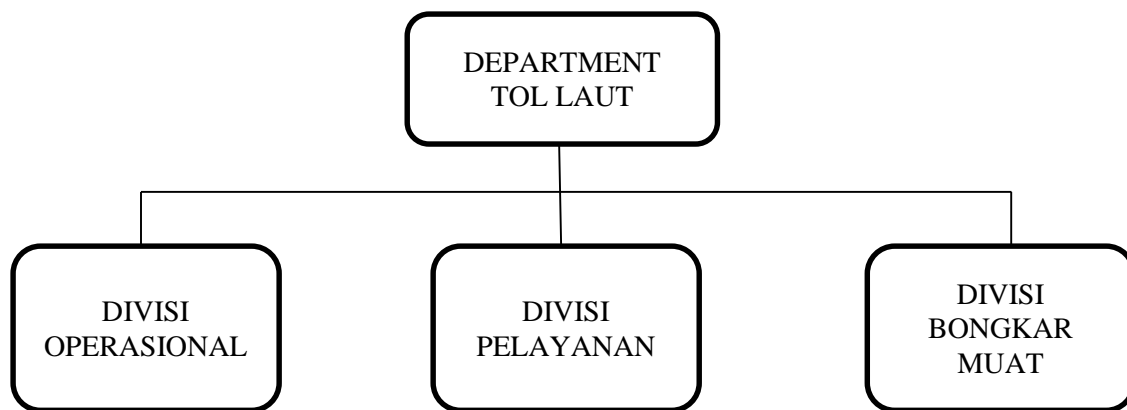 DEPARTMENT
TOL LAUT
DIVISI
OPERASIONAL
DIVISI
PELAYANAN
DIVISI
BONGKAR
MUAT